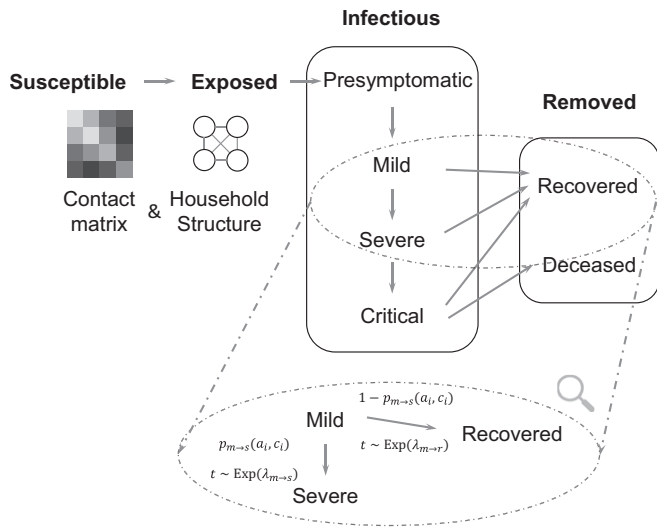 Infectious
Susceptible
Exposed
Presymptomatic
Removed
Mild
Contact
matrix
&
Household
Structure
Recovered
Severe
Deceased
Critical
1 − p_{m→s}(a_i, c_i)
Mild
p_{m→s}(a_i, c_i)
t ~ Exp(λ_{m→r})
Recovered
t ~ Exp(λ_{m→s})
Severe